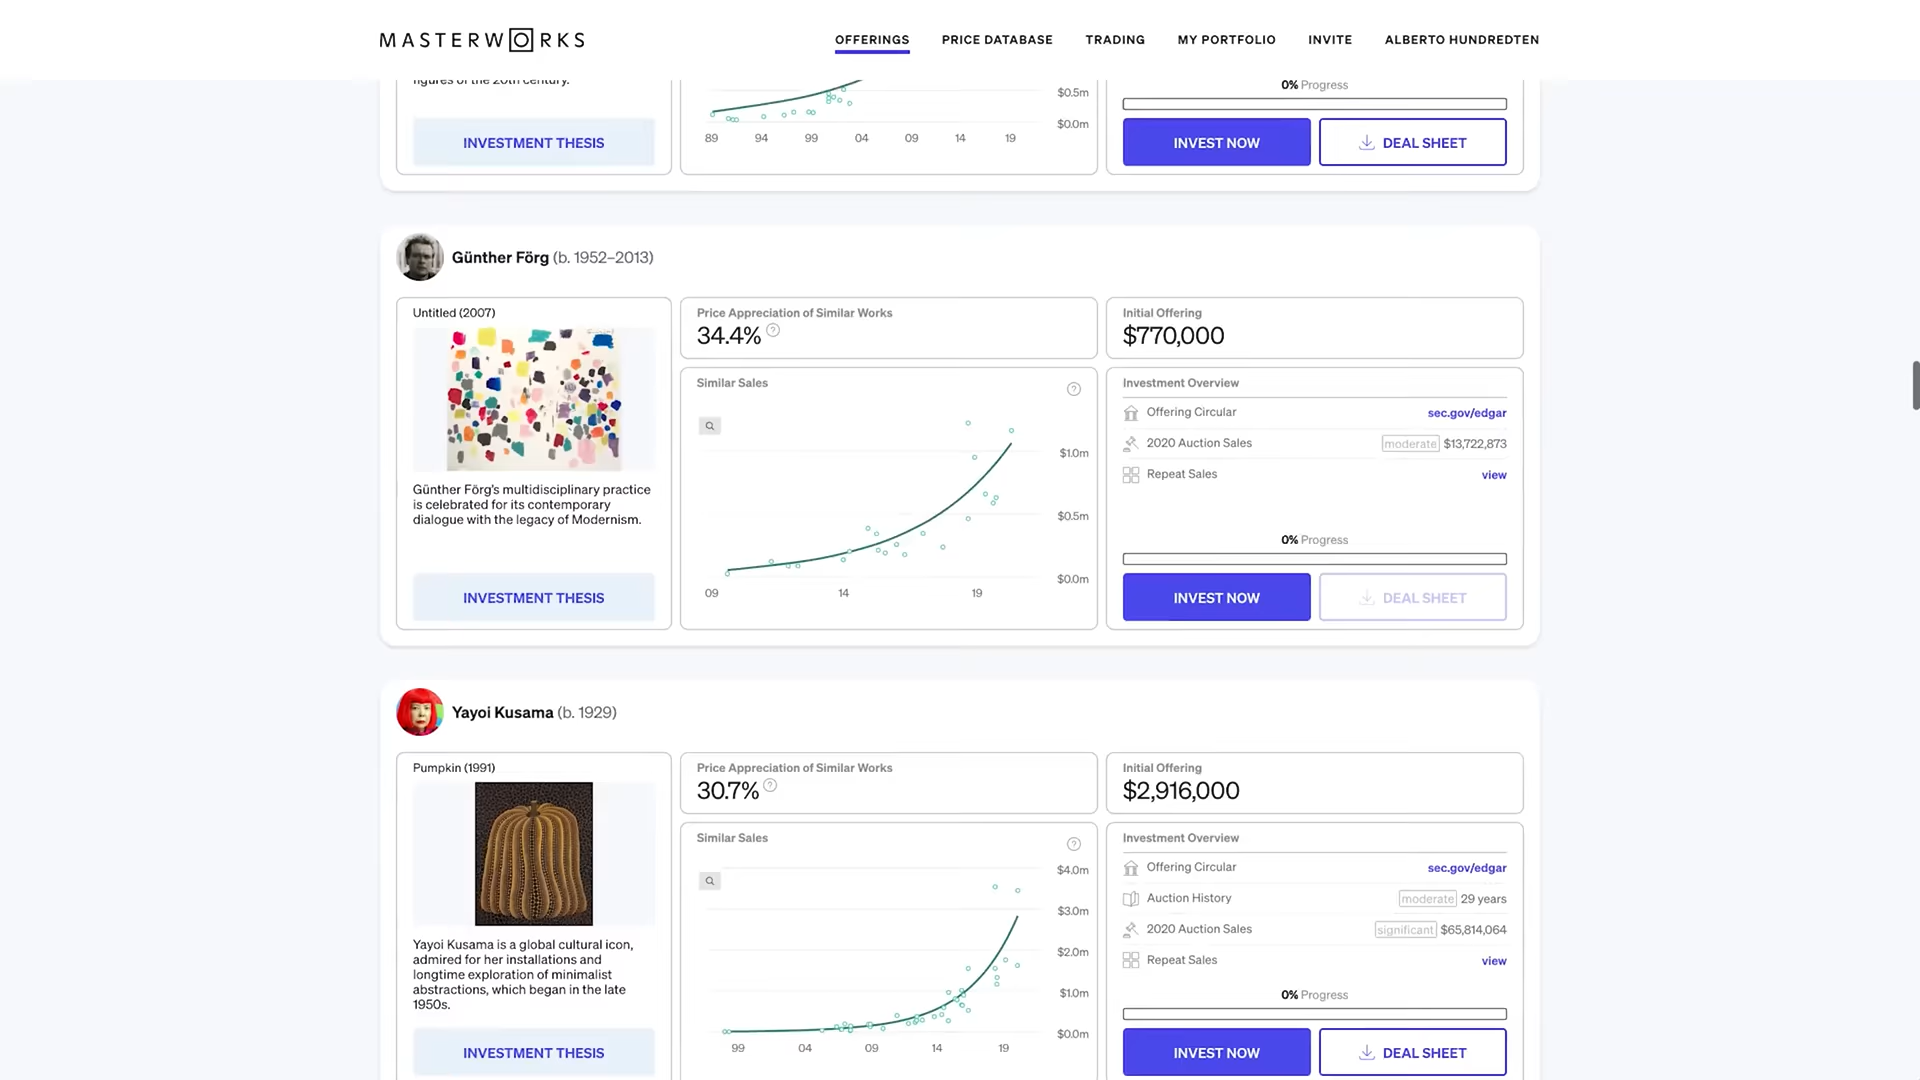 MASTERWORKS
OFFERINGS
PRICE DATABASE
TRADING
MY PORTFOLIO
INVITE
ALBERTO HUNDREDTEN
figures of the 20th century.
INVESTMENT THESIS
$0.5m
$0.0m
89 94 99 04 09 14 19
0% Progress
INVEST NOW
DEAL SHEET
Günther Förg (b. 1952–2013)
Untitled (2007)
Günther Förg's multidisciplinary practice
is celebrated for its contemporary
dialogue with the legacy of Modernism.
INVESTMENT THESIS
Price Appreciation of Similar Works
34.4% ?
Similar Sales ?
$1.0m
$0.5m
$0.0m
09 14 19
Initial Offering
$770,000
Investment Overview
Offering Circular sec.gov/edgar
2020 Auction Sales moderate $13,722,873
Repeat Sales view
0% Progress
INVEST NOW
DEAL SHEET
Yayoi Kusama (b. 1929)
Pumpkin (1991)
Yayoi Kusama is a global cultural icon,
admired for her installations and
longtime exploration of minimalist
abstractions, which began in the late
1950s.
INVESTMENT THESIS
Price Appreciation of Similar Works
30.7% ?
Similar Sales ?
$4.0m
$3.0m
$2.0m
$1.0m
$0.0m
99 04 09 14 19
Initial Offering
$2,916,000
Investment Overview
Offering Circular sec.gov/edgar
Auction History moderate 29 years
2020 Auction Sales significant $65,814,064
Repeat Sales view
0% Progress
INVEST NOW
DEAL SHEET